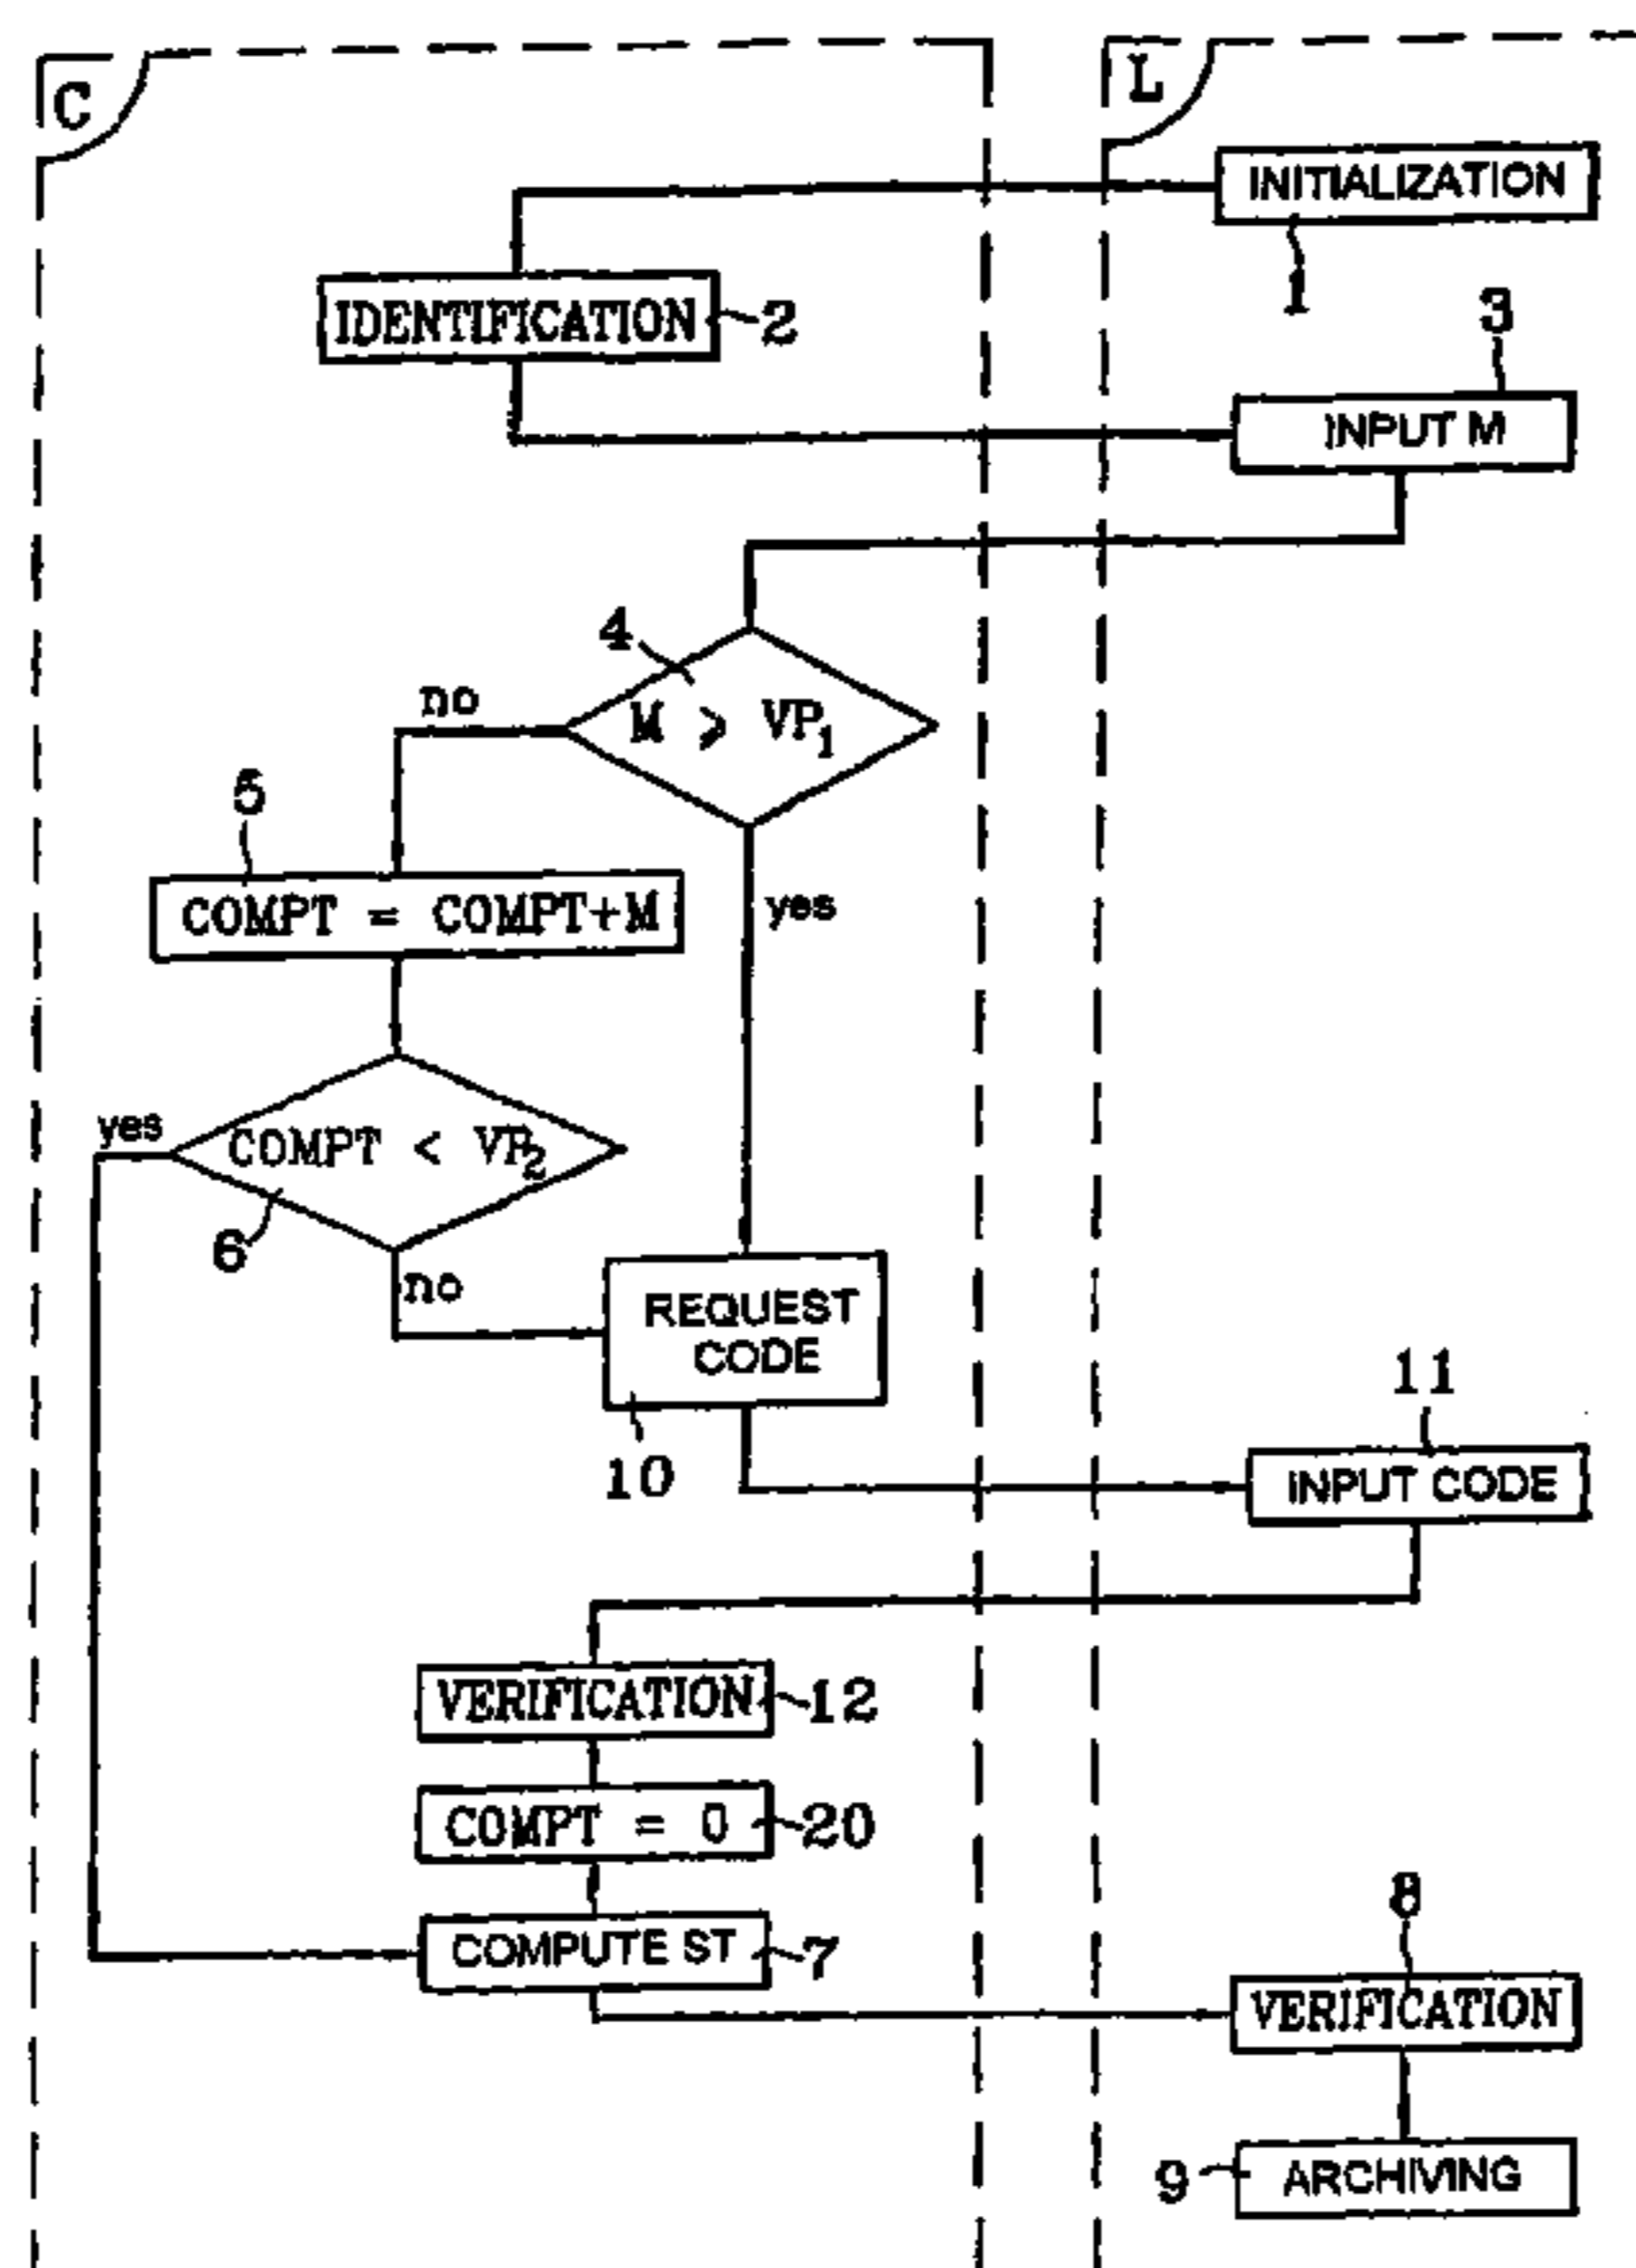 C
L
INITIALIZATION
1
IDENTIFICATION
2
3
INPUT M
4
no
M ⩾ VP₁
5
yes
COMPT = COMPT+M
yes
COMPT < VP₂
6
no
REQUEST
CODE
10
11
INPUT CODE
VERIFICATION
12
COMPT = 0
20
8
COMPUTE ST
7
VERIFICATION
9
ARCHIVING